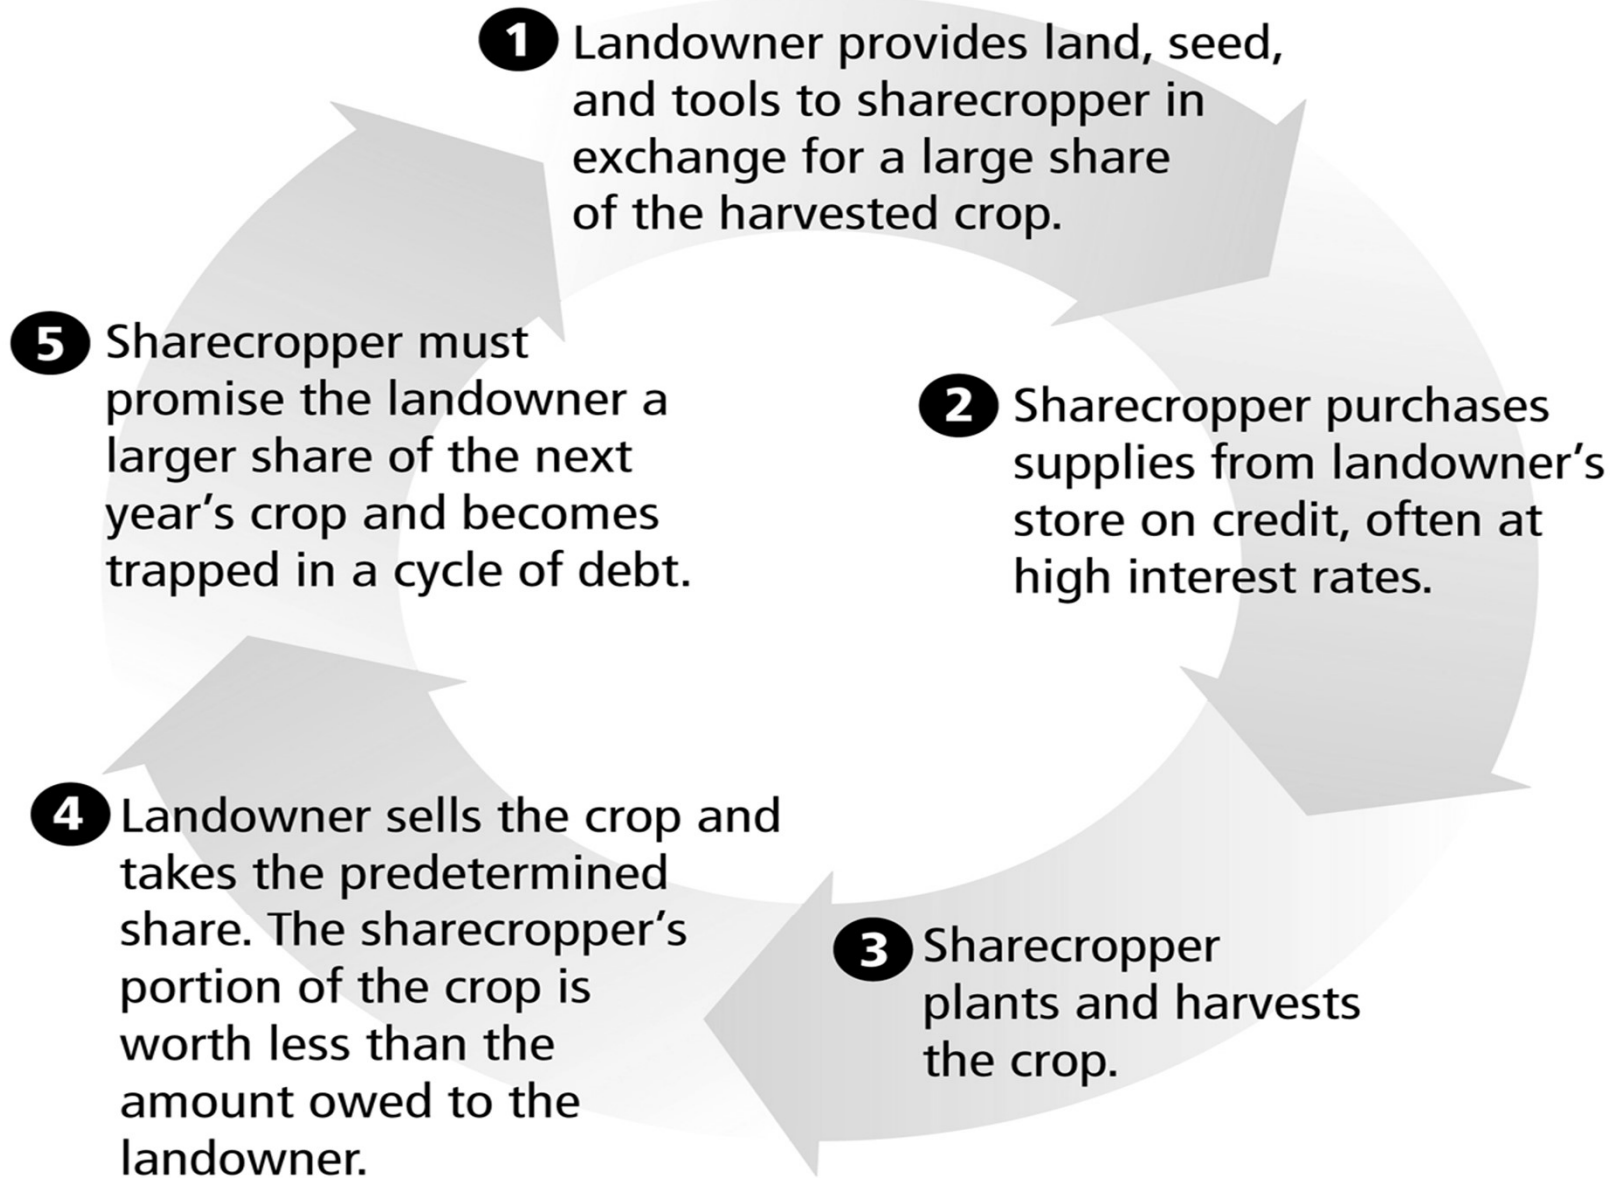 1 Landowner provides land, seed,
and tools to sharecropper in
exchange for a large share
of the harvested crop.
2 Sharecropper purchases
supplies from landowner’s
store on credit, often at
high interest rates.
3 Sharecropper
plants and harvests
the crop.
4 Landowner sells the crop and
takes the predetermined
share. The sharecropper’s
portion of the crop is
worth less than the
amount owed to the
landowner.
5 Sharecropper must
promise the landowner a
larger share of the next
year’s crop and becomes
trapped in a cycle of debt.